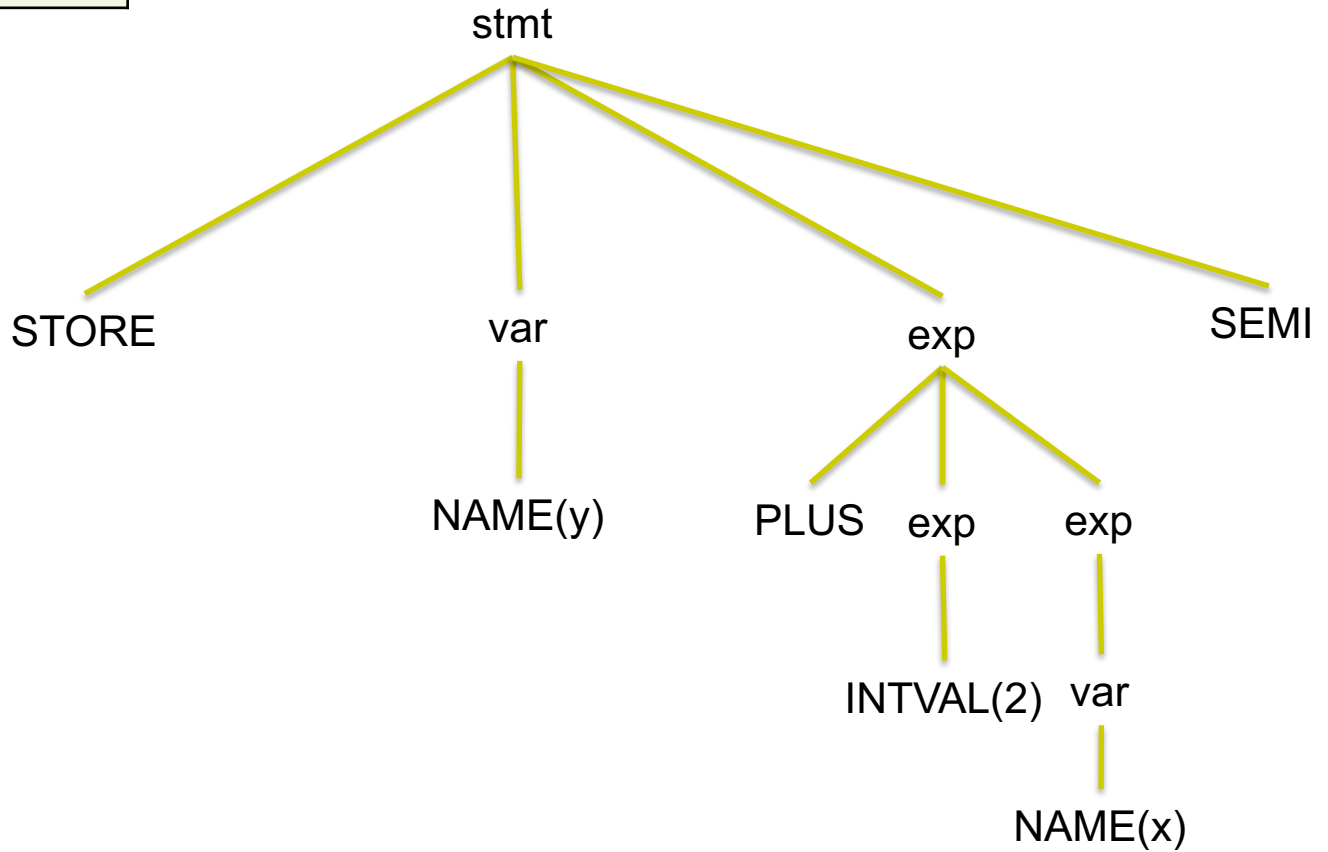 stmt
STORE var exp SEMI
NAME(y) PLUS exp exp
INTVAL(2) var
NAME(x)